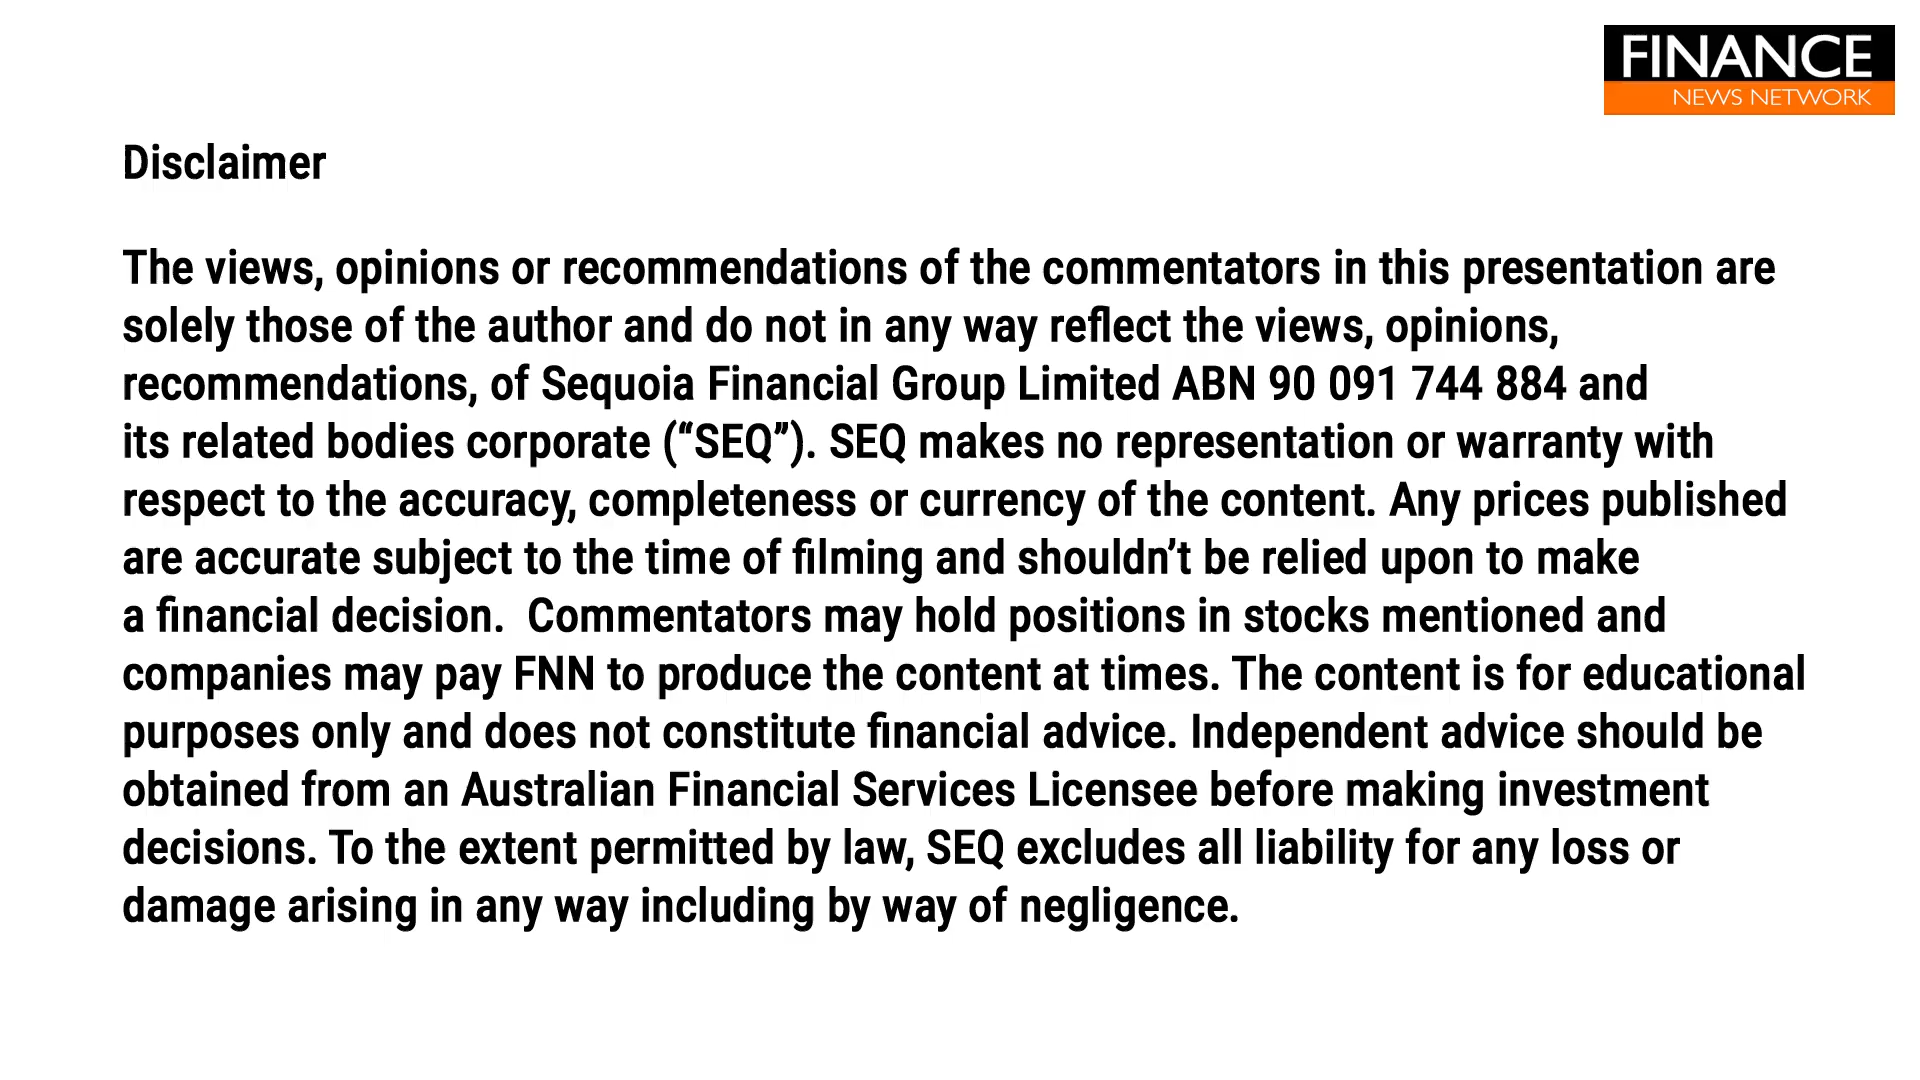 FINANCE
NEWS NETWORK
Disclaimer
The views, opinions or recommendations of the commentators in this presentation are
solely those of the author and do not in any way reflect the views, opinions,
recommendations, of Sequoia Financial Group Limited ABN 90 091 744 884 and
its related bodies corporate (“SEQ”). SEQ makes no representation or warranty with
respect to the accuracy, completeness or currency of the content. Any prices published
are accurate subject to the time of filming and shouldn’t be relied upon to make
a financial decision.  Commentators may hold positions in stocks mentioned and
companies may pay FNN to produce the content at times. The content is for educational
purposes only and does not constitute financial advice. Independent advice should be
obtained from an Australian Financial Services Licensee before making investment
decisions. To the extent permitted by law, SEQ excludes all liability for any loss or
damage arising in any way including by way of negligence.